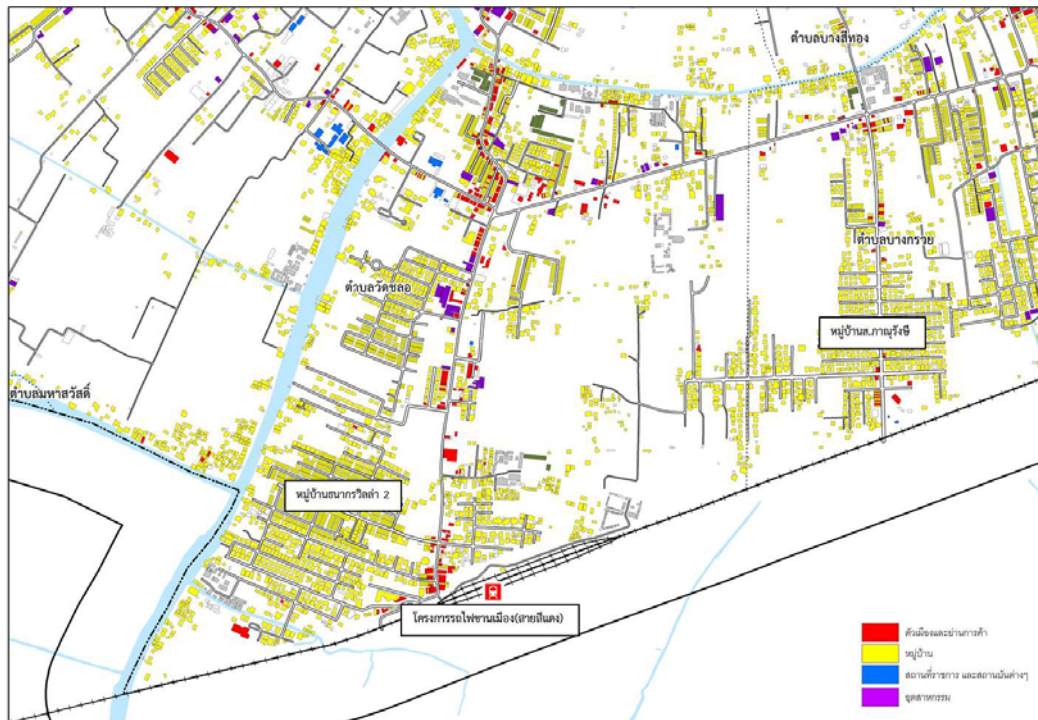 ตำบลบางสีทอง
ตำบลบางกรวย
ตำบลวัดชลอ
หมู่บ้านส.ภาณุรังษี
ตำบลมหาสวัสดิ์
หมู่บ้านธนากรวิลล่า 2
โครงการรถไฟชานเมือง(สายสีแดง)
ตัวเมืองและย่านการค้า
หมู่บ้าน
สถานที่ราชการ และสถาบันต่างๆ
อุตสาหกรรม